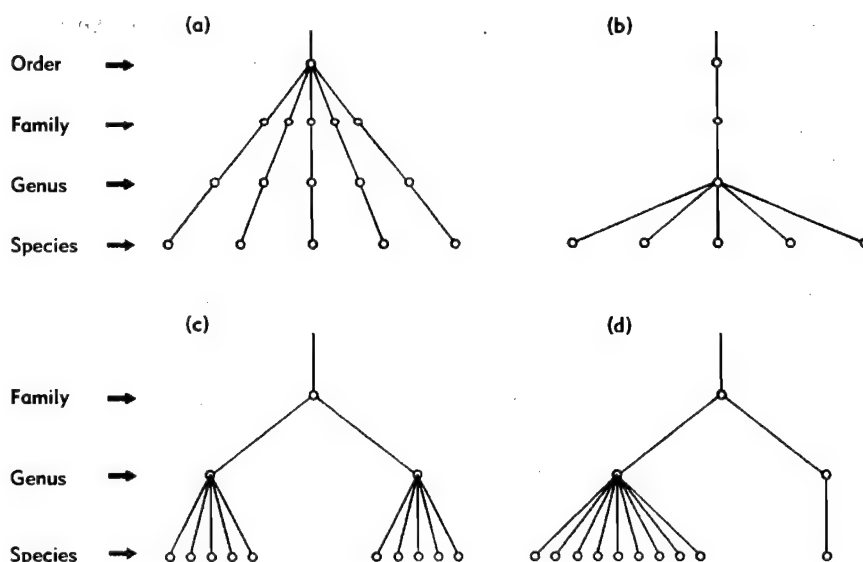 (a) (b)
Order
Family
Genus
Species
(c) (d)
Family
Genus
Species